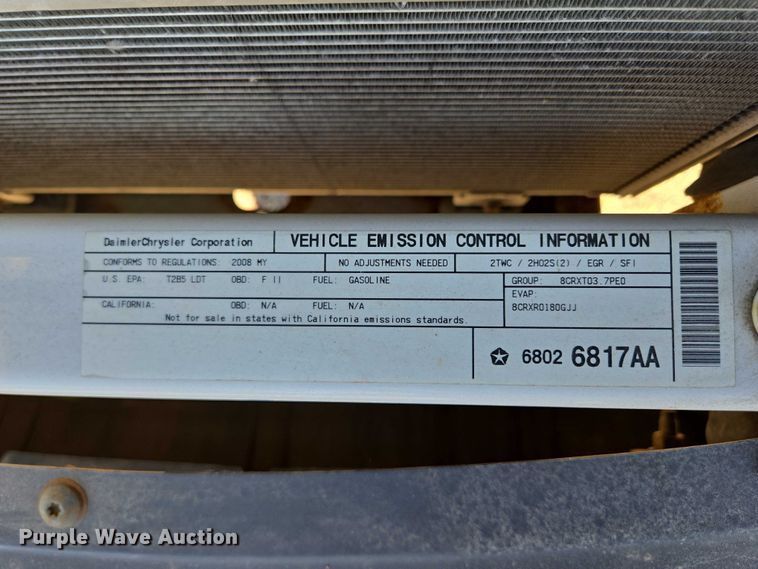 DaimlerChrysler Corporation VEHICLE EMISSION CONTROL INFORMATION
CONFORMS TO REGULATIONS: 2008 MY NO ADJUSTMENTS NEEDED 2TWC / 2HO2S(2) / EGR / SFI
U.S. EPA: T2B5 LDT OBD: F II FUEL: GASOLINE GROUP: 8CRXT03.7PE0
EVAP:
CALIFORNIA: OBD: N/A FUEL: N/A 8CRXR0180GJJ
Not for sale in states with California emissions standards.
6802 6817AA
Purple Wave Auction